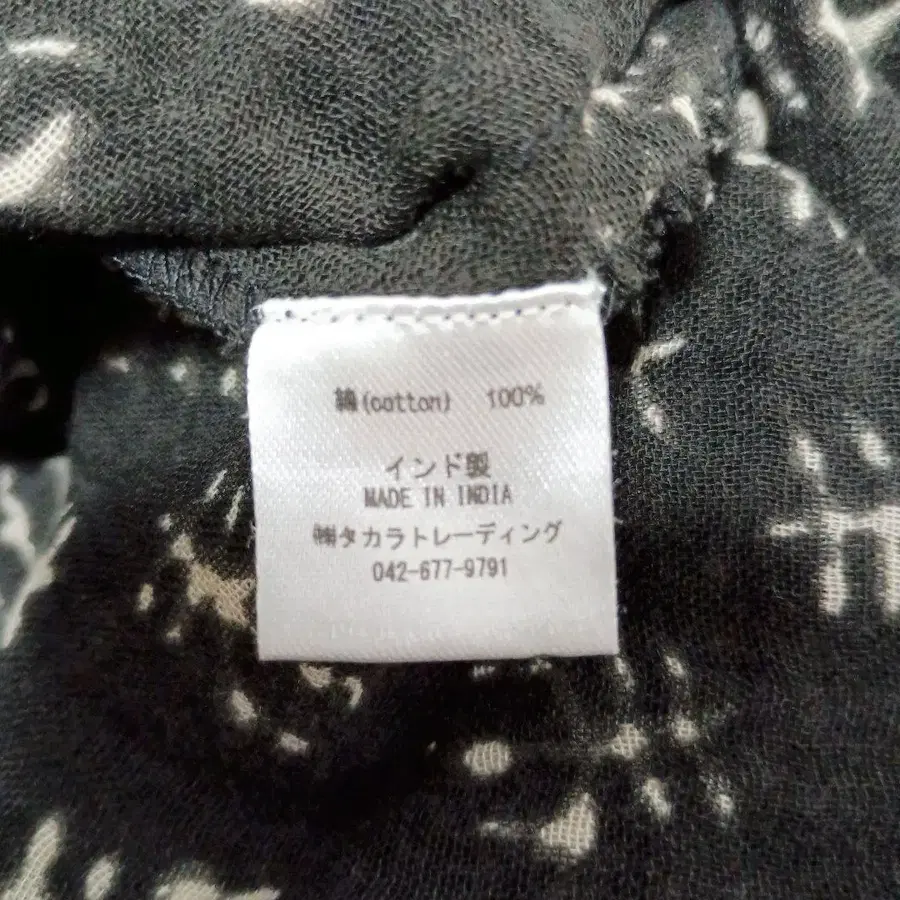 綿(cotton) 100%
インド製
MADE IN INDIA
㈱タカラトレーディング
042-677-9791